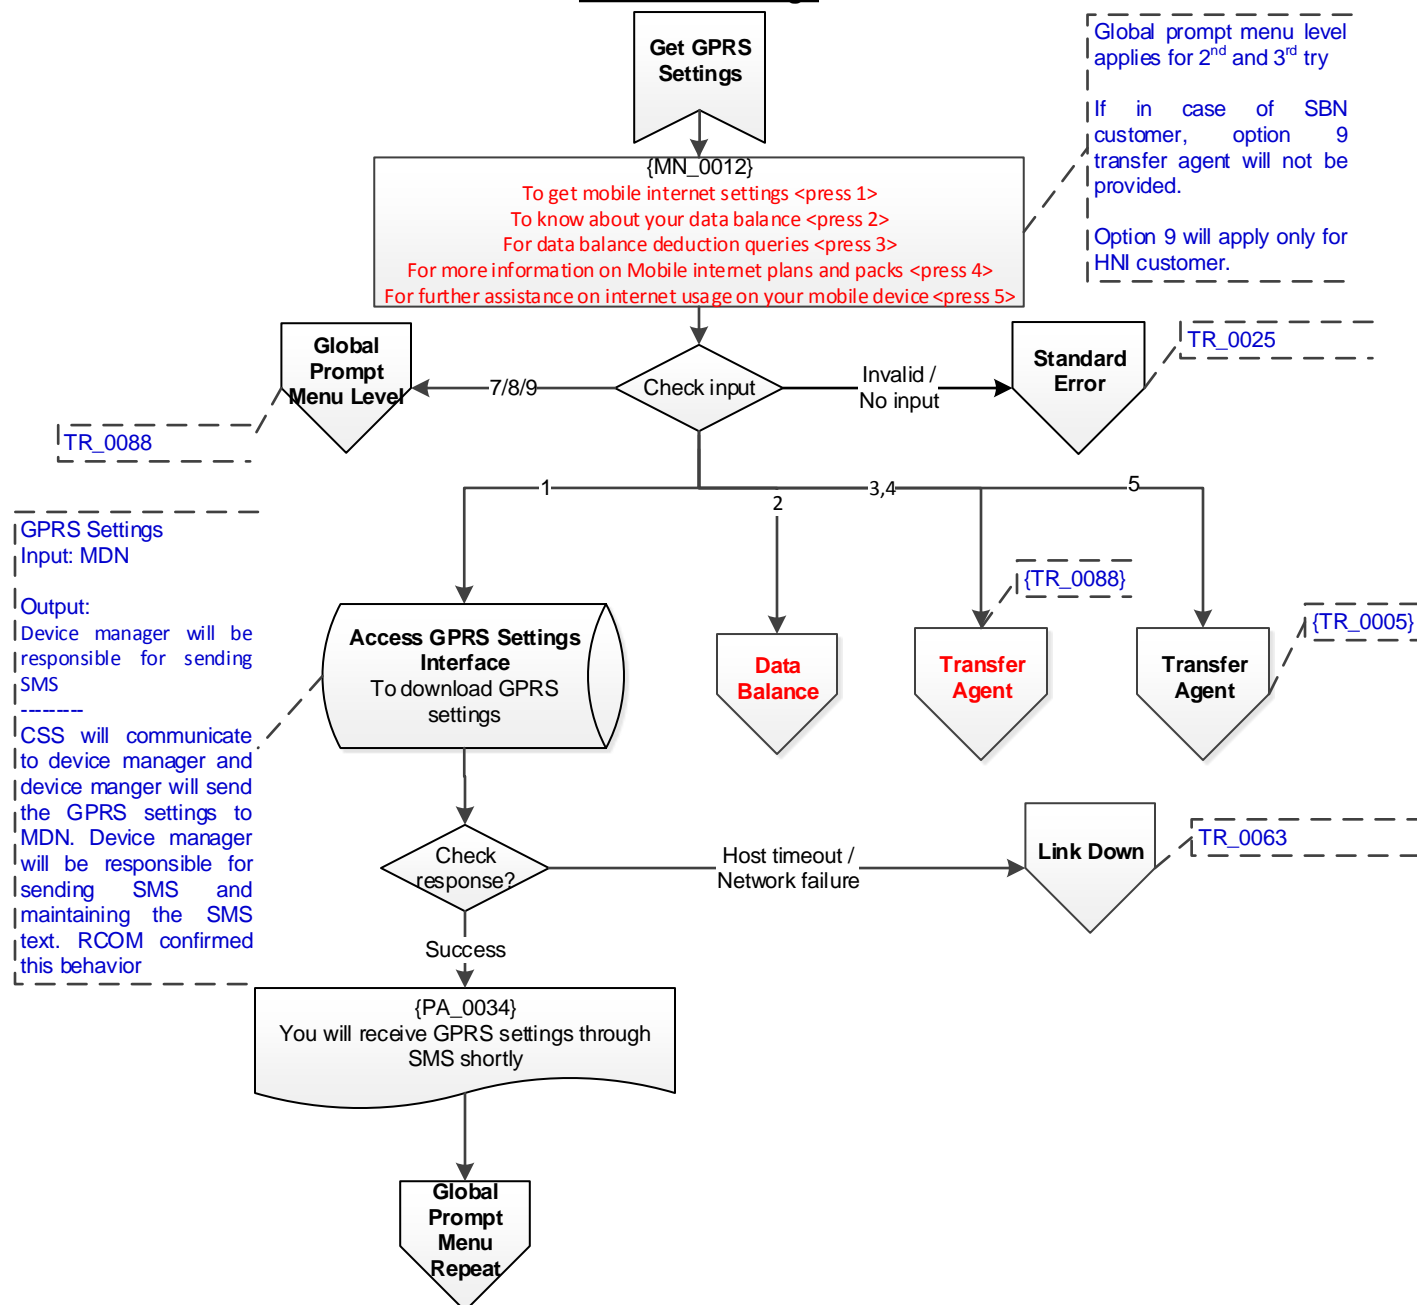 Get GPRS
Settings
Global prompt menu level
applies for 2nd and 3rd try
If in case of SBN
customer, option 9
transfer agent will not be
provided.
Option 9 will apply only for
HNI customer.
{MN_0012}
To get mobile internet settings <press 1>
To know about your data balance <press 2>
For data balance deduction queries <press 3>
For more information on Mobile internet plans and packs <press 4>
For further assistance on internet usage on your mobile device <press 5>
Global
Prompt
Menu Level
7/8/9
Check input
Invalid /
No input
Standard
Error
TR_0025
TR_0088
1
2
3,4
5
GPRS Settings
Input: MDN
Output:
Device manager will be
responsible for sending
SMS
---------
CSS will communicate
to device manager and
device manger will send
the GPRS settings to
MDN. Device manager
will be responsible for
sending SMS and
maintaining the SMS
text. RCOM confirmed
this behavior
Access GPRS Settings
Interface
To download GPRS
settings
Data
Balance
{TR_0088}
Transfer
Agent
{TR_0005}
Transfer
Agent
Check
response?
Host timeout /
Network failure
Link Down
TR_0063
Success
{PA_0034}
You will receive GPRS settings through
SMS shortly
Global
Prompt
Menu
Repeat